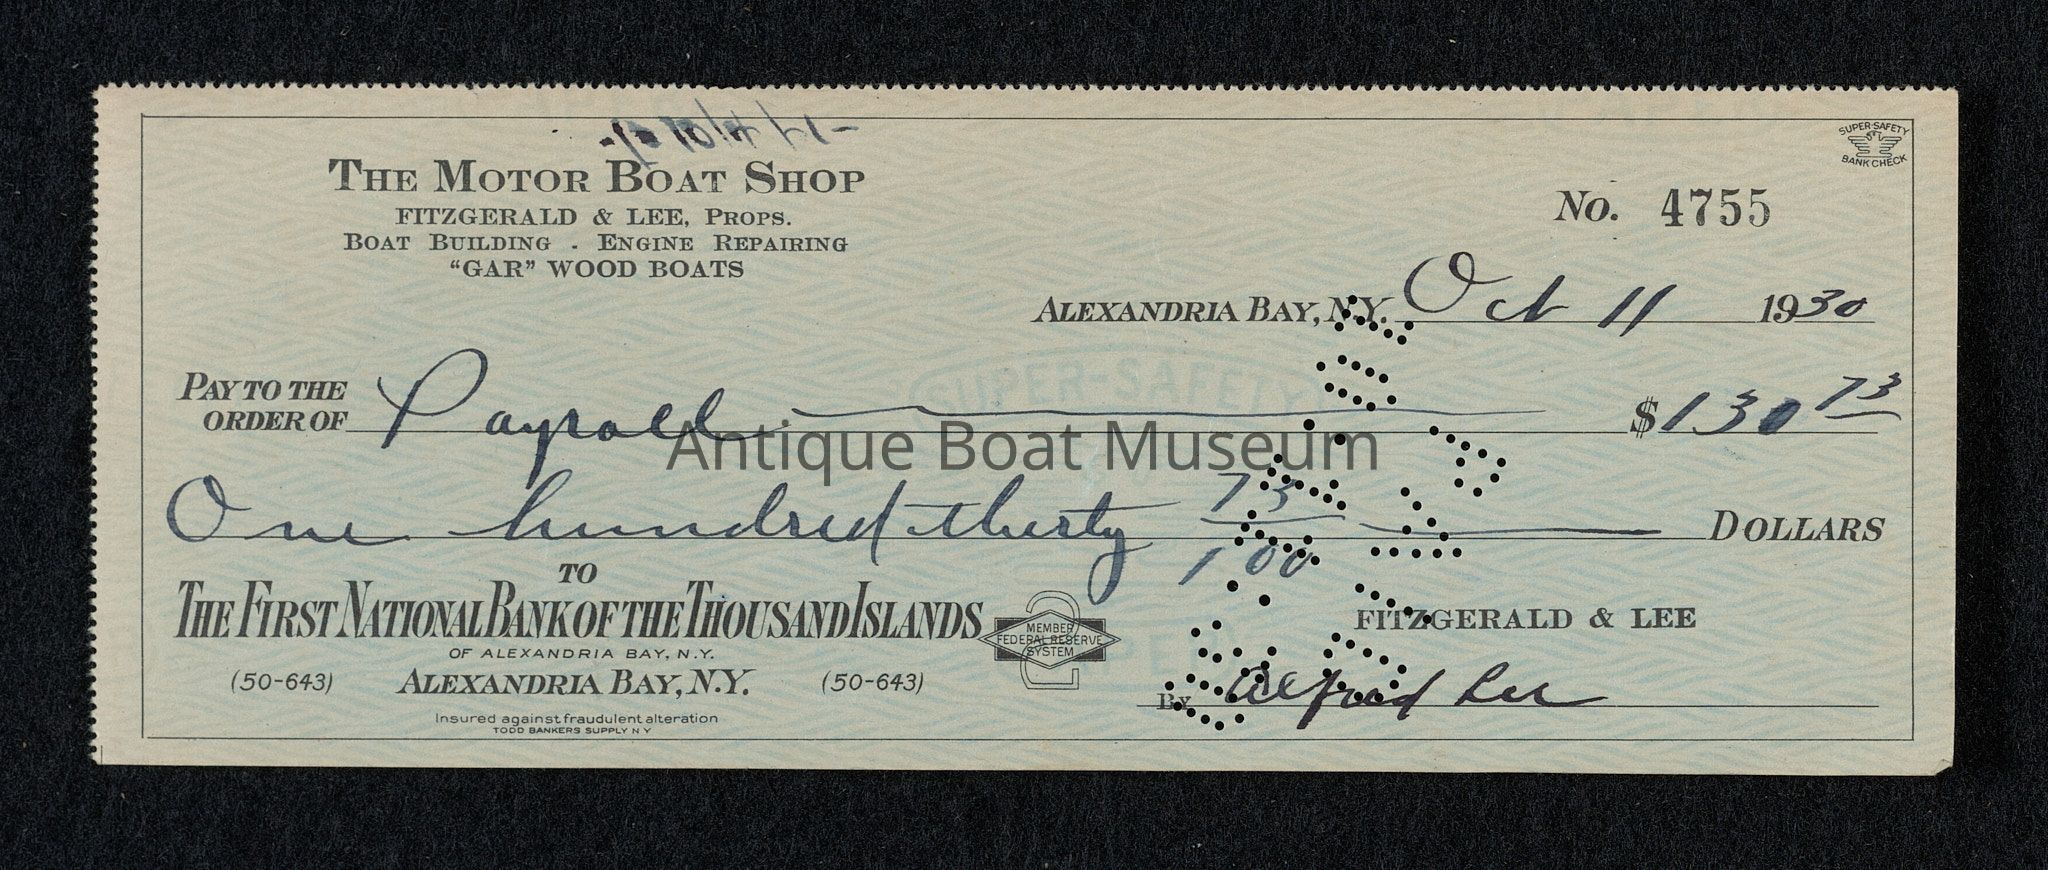 THE MOTOR BOAT SHOP
FITZGERALD & LEE, PROPS.
BOAT BUILDING - ENGINE REPAIRING
"GAR" WOOD BOATS
SUPER-SAFETY
BANK CHECK
No. 4755
ALEXANDRIA BAY, N.Y. Oct 11 1930
SUPER-SAFETY
PAY TO THE
ORDER OF Payroll $130 73
Antique Boat Museum
One hundred thirty 73/100 DOLLARS
TO
THE FIRST NATIONAL BANK OF THE THOUSAND ISLANDS
OF ALEXANDRIA BAY, N.Y.
(50-643) ALEXANDRIA BAY, N.Y. (50-643)
MEMBER
FEDERAL RESERVE
SYSTEM
Insured against fraudulent alteration
TODD BANKERS SUPPLY N Y
FITZGERALD & LEE
By Alfred Lee